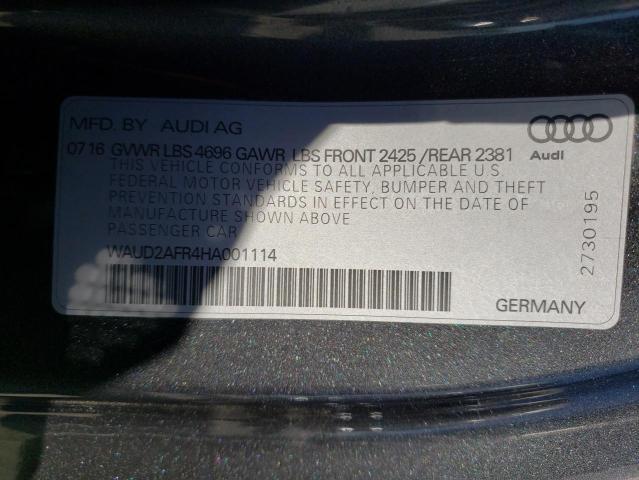 MFD. BY AUDI AG
07 16 GVWR LBS 4696 GAWR LBS FRONT 2425 /REAR 2381
THIS VEHICLE CONFORMS TO ALL APPLICABLE U.S.
FEDERAL MOTOR VEHICLE SAFETY, BUMPER AND THEFT
PREVENTION STANDARDS IN EFFECT ON THE DATE OF
MANUFACTURE SHOWN ABOVE
PASSENGER CAR
WAUD2AFR4HA001114
Audi
2730195
GERMANY